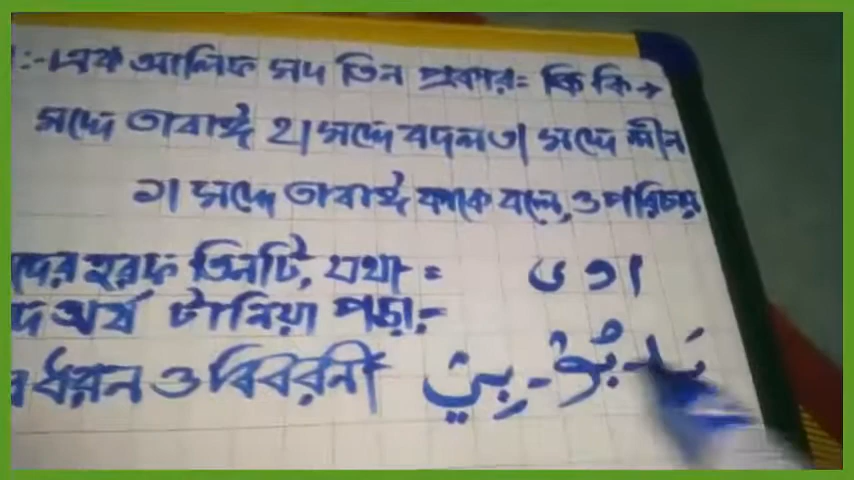 :-। এক আলিফ মদ তিন প্রকার= কি কি→
মদ্দে তাবাঈ ২। মদ্দে বদল ৩। মদ্দে লীন
১। মদ্দে তাবাঈ কাকে বলে, ও পরিচয়
হরফ তিনটি, যথা = ا و ى
অর্থ টানিয়া পড়া,-
ধরন ও বিবরনী بَا - بُوْ - بِيْ